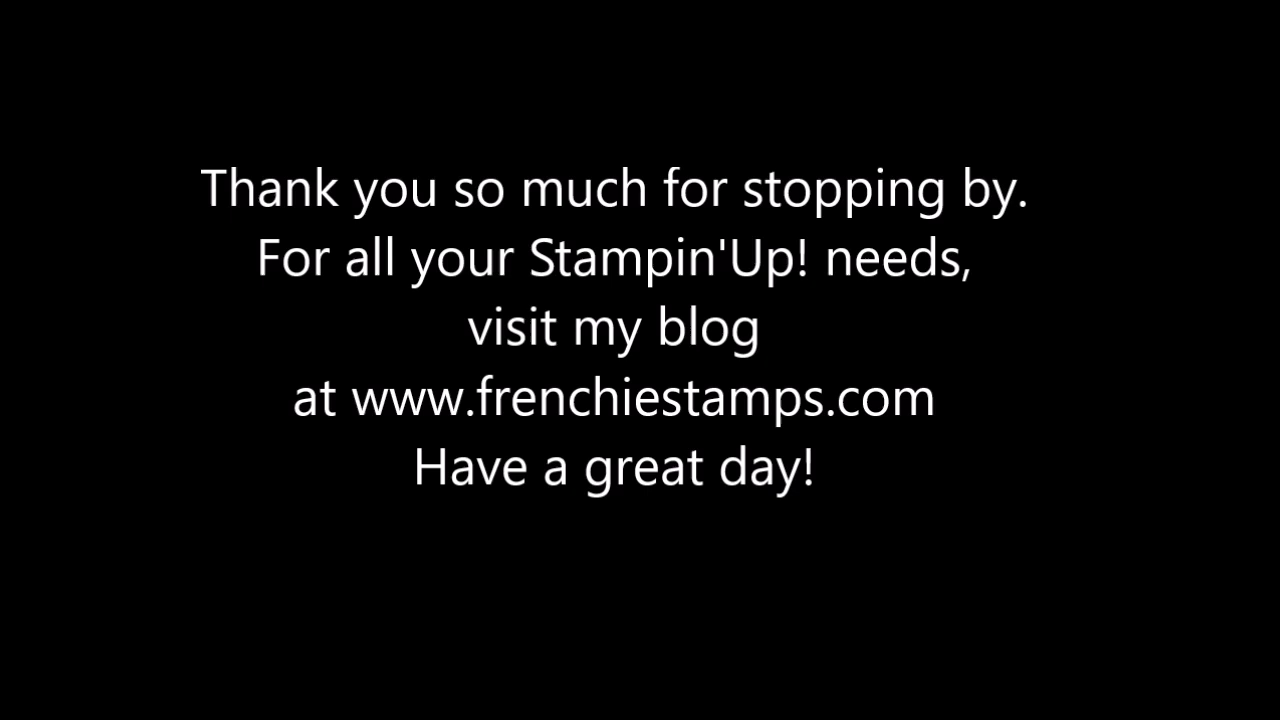 Thank you so much for stopping by.
For all your Stampin'Up! needs,
visit my blog
at www.frenchiestamps.com
Have a great day!